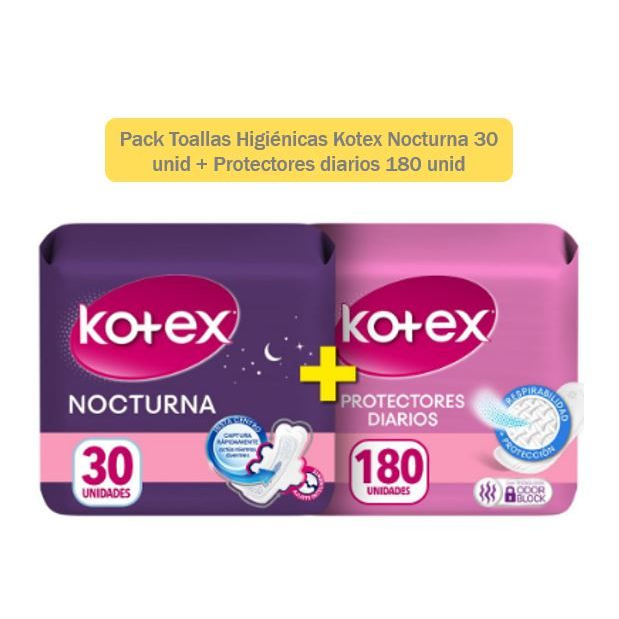 Pack Toallas Higiénicas Kotex Nocturna 30
unid + Protectores diarios 180 unid
kotex
NOCTURNA
30
UNIDADES
CAPTURA
RÁPIDAMENTE
+
kotex
PROTECTORES
DIARIOS
180
UNIDADES
RESPIRABILIDAD
+ PROTECCIÓN
ODOR
BLOCK